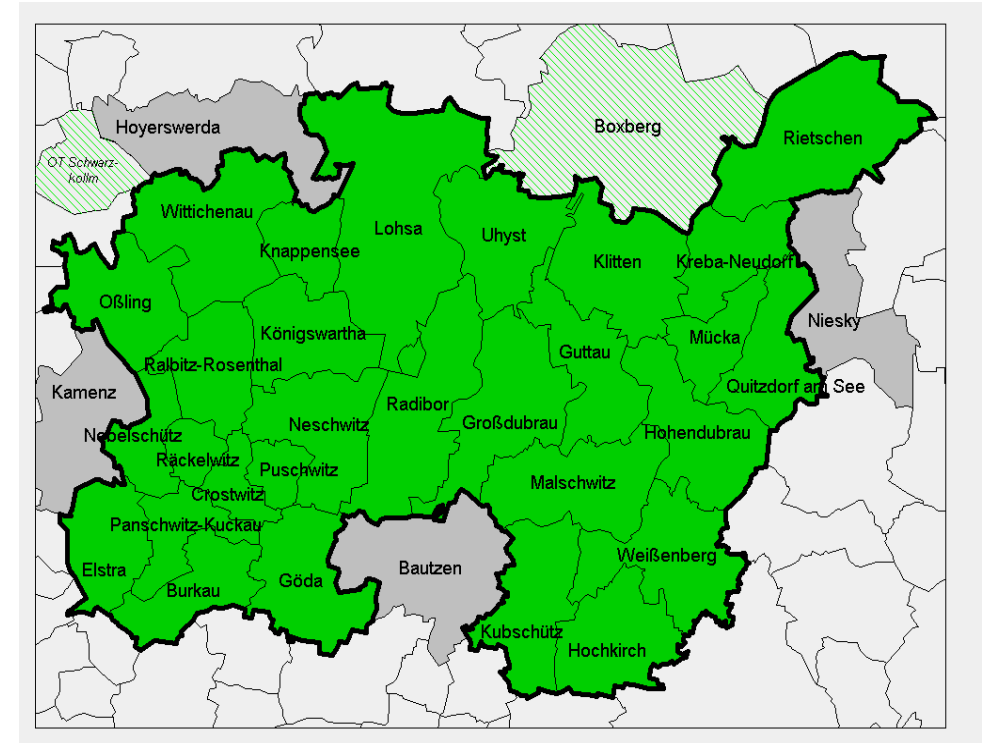 Hoyerswerda
Boxberg
Rietschen
OT Schwarz-
kollm
Wittichenau
Lohsa
Uhyst
Knappensee
Klitten
Kreba-Neudorf
Oßling
Niesky
Königswartha
Mücka
Guttau
Ralbitz-Rosenthal
Kamenz
Quitzdorf am See
Radibor
Neschwitz
Großdubrau
Nebelschütz
Hohendubrau
Räckelwitz
Puschwitz
Malschwitz
Crostwitz
Panschwitz-Kuckau
Weißenberg
Elstra
Bautzen
Göda
Burkau
Kubschütz
Hochkirch